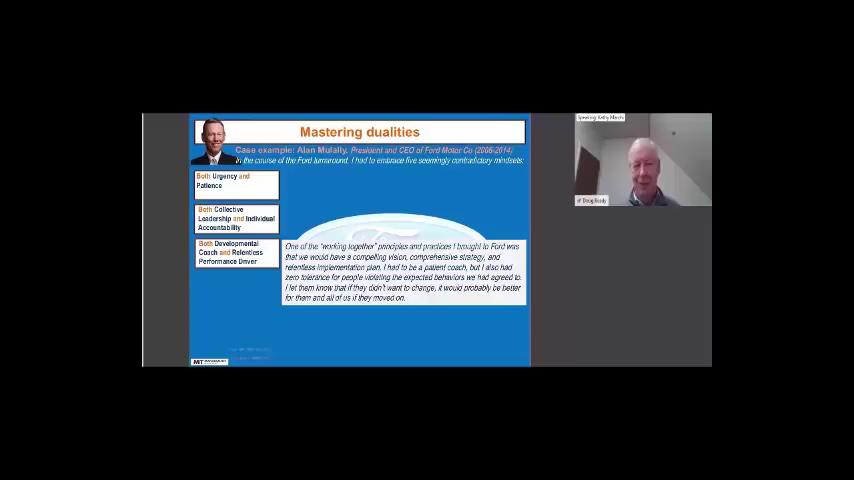 Mastering dualities
Case example: Alan Mulally, President and CEO of Ford Motor Co (2006-2014)
In the course of the Ford turnaround, I had to embrace five seemingly contradictory mindsets:
Both Urgency and
Patience
Both Collective
Leadership and Individual
Accountability
Both Developmental
Coach and Relentless
Performance Driver
One of the "working together" principles and practices I brought to Ford was
that we would have a compelling vision, comprehensive strategy, and
relentless implementation plan. I had to be a patient coach, but I also had
zero tolerance for people violating the expected behaviors we had agreed to.
I let them know that if they didn't want to change, it would probably be better
for them and all of us if they moved on.
MIT
Speaking: Kathy
Doug Ready